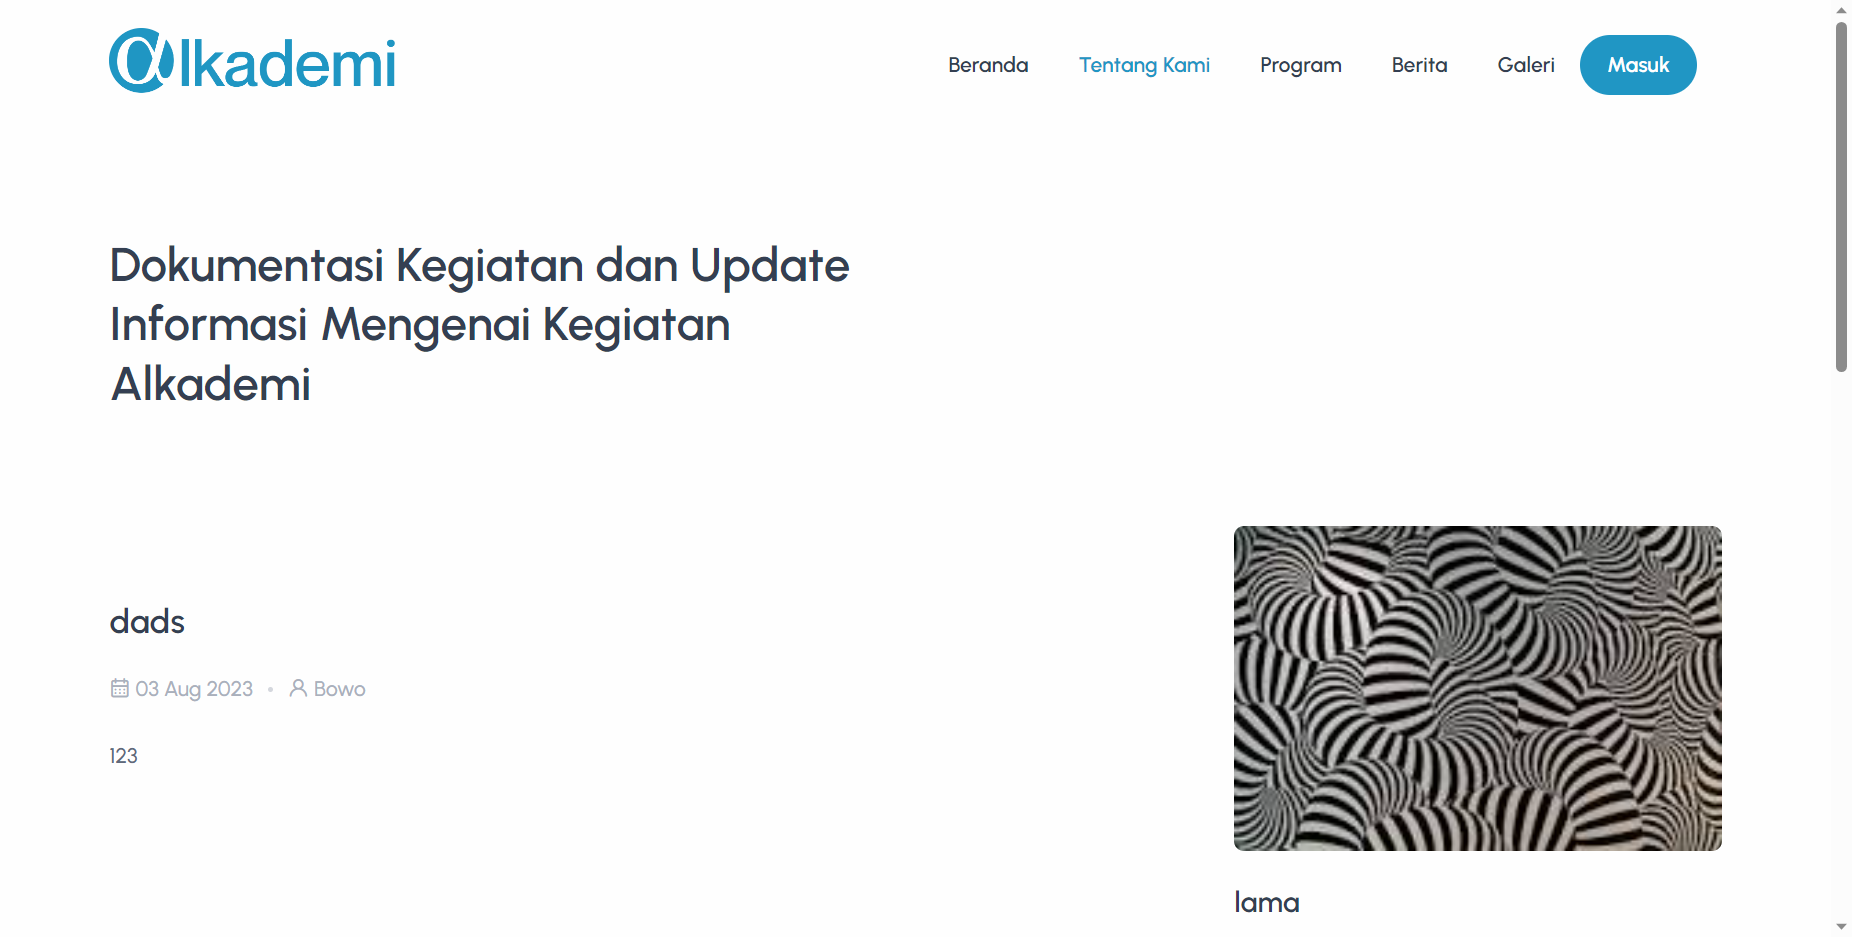 αlkademi
Beranda
Tentang Kami
Program
Berita
Galeri
Masuk
Dokumentasi Kegiatan dan Update
Informasi Mengenai Kegiatan
Alkademi
dads
03 Aug 2023 • Bowo
123
lama